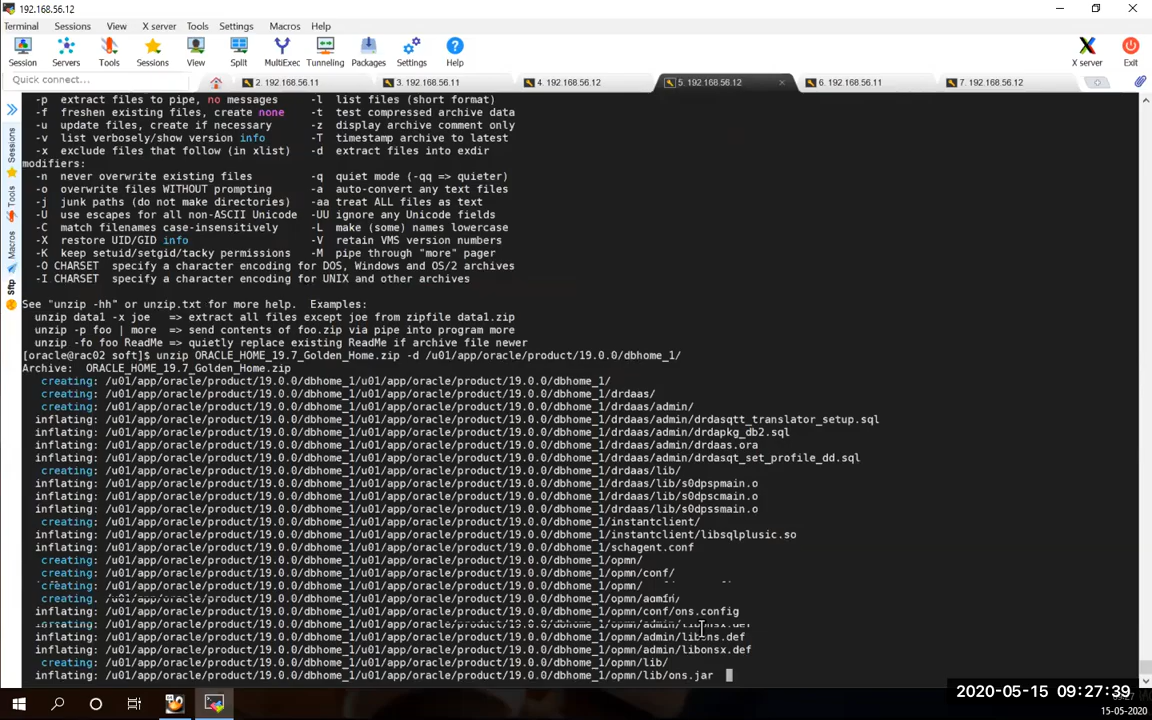 192.168.56.12
Terminal Sessions View X server Tools Settings Macros Help
Session Servers Tools Sessions View Split MultiExec Tunneling Packages Settings Help X server Exit
Quick connect... 2. 192.168.56.11 3. 192.168.56.11 4. 192.168.56.12 5. 192.168.56.12 6. 192.168.56.11 7. 192.168.56.12
Sessions
Tools
Macros
Sftp
-p extract files to pipe, no messages -l list files (short format)
-f freshen existing files, create none -t test compressed archive data
-u update files, create if necessary -z display archive comment only
-v list verbosely/show version info -T timestamp archive to latest
-x exclude files that follow (in xlist) -d extract files into exdir
modifiers:
-n never overwrite existing files -q quiet mode (-qq => quieter)
-o overwrite files WITHOUT prompting -a auto-convert any text files
-j junk paths (do not make directories) -aa treat ALL files as text
-U use escapes for all non-ASCII Unicode -UU ignore any Unicode fields
-C match filenames case-insensitively -L make (some) names lowercase
-X restore UID/GID info -V retain VMS version numbers
-K keep setuid/setgid/tacky permissions -M pipe through "more" pager
-O CHARSET specify a character encoding for DOS, Windows and OS/2 archives
-I CHARSET specify a character encoding for UNIX and other archives
See "unzip -hh" or unzip.txt for more help. Examples:
unzip data1 -x joe => extract all files except joe from zipfile data1.zip
unzip -p foo | more => send contents of foo.zip via pipe into program more
unzip -fo foo ReadMe => quietly replace existing ReadMe if archive file newer
[oracle@rac02 soft]$ unzip ORACLE_HOME_19.7_Golden_Home.zip -d /u01/app/oracle/product/19.0.0/dbhome_1/
Archive: ORACLE_HOME_19.7_Golden_Home.zip
creating: /u01/app/oracle/product/19.0.0/dbhome_1/u01/app/oracle/product/19.0.0/dbhome_1/
creating: /u01/app/oracle/product/19.0.0/dbhome_1/u01/app/oracle/product/19.0.0/dbhome_1/drdaas/
creating: /u01/app/oracle/product/19.0.0/dbhome_1/u01/app/oracle/product/19.0.0/dbhome_1/drdaas/admin/
inflating: /u01/app/oracle/product/19.0.0/dbhome_1/u01/app/oracle/product/19.0.0/dbhome_1/drdaas/admin/drdasqtt_translator_setup.sql
inflating: /u01/app/oracle/product/19.0.0/dbhome_1/u01/app/oracle/product/19.0.0/dbhome_1/drdaas/admin/drdapkg_db2.sql
inflating: /u01/app/oracle/product/19.0.0/dbhome_1/u01/app/oracle/product/19.0.0/dbhome_1/drdaas/admin/drdaas.ora
inflating: /u01/app/oracle/product/19.0.0/dbhome_1/u01/app/oracle/product/19.0.0/dbhome_1/drdaas/admin/drdasqt_set_profile_dd.sql
creating: /u01/app/oracle/product/19.0.0/dbhome_1/u01/app/oracle/product/19.0.0/dbhome_1/drdaas/lib/
inflating: /u01/app/oracle/product/19.0.0/dbhome_1/u01/app/oracle/product/19.0.0/dbhome_1/drdaas/lib/s0dpspmain.o
inflating: /u01/app/oracle/product/19.0.0/dbhome_1/u01/app/oracle/product/19.0.0/dbhome_1/drdaas/lib/s0dpscmain.o
inflating: /u01/app/oracle/product/19.0.0/dbhome_1/u01/app/oracle/product/19.0.0/dbhome_1/drdaas/lib/s0dpssmain.o
creating: /u01/app/oracle/product/19.0.0/dbhome_1/u01/app/oracle/product/19.0.0/dbhome_1/instantclient/
inflating: /u01/app/oracle/product/19.0.0/dbhome_1/u01/app/oracle/product/19.0.0/dbhome_1/instantclient/libsqlplusic.so
inflating: /u01/app/oracle/product/19.0.0/dbhome_1/u01/app/oracle/product/19.0.0/dbhome_1/schagent.conf
creating: /u01/app/oracle/product/19.0.0/dbhome_1/u01/app/oracle/product/19.0.0/dbhome_1/opmn/
creating: /u01/app/oracle/product/19.0.0/dbhome_1/u01/app/oracle/product/19.0.0/dbhome_1/opmn/conf/
creating: /u01/app/oracle/product/19.0.0/dbhome_1/u01/app/oracle/product/19.0.0/dbhome_1/opmn/
creating: /u01/app/oracle/product/19.0.0/dbhome_1/u01/app/oracle/product/19.0.0/dbhome_1/opmn/admin/
inflating: /u01/app/oracle/product/19.0.0/dbhome_1/u01/app/oracle/product/19.0.0/dbhome_1/opmn/conf/ons.config
inflating: /u01/app/oracle/product/19.0.0/dbhome_1/u01/app/oracle/product/19.0.0/dbhome_1/opmn/admin/libons.def
inflating: /u01/app/oracle/product/19.0.0/dbhome_1/u01/app/oracle/product/19.0.0/dbhome_1/opmn/admin/libonsx.def
creating: /u01/app/oracle/product/19.0.0/dbhome_1/u01/app/oracle/product/19.0.0/dbhome_1/opmn/lib/
inflating: /u01/app/oracle/product/19.0.0/dbhome_1/u01/app/oracle/product/19.0.0/dbhome_1/opmn/lib/ons.jar
2020-05-15 09:27:39
15-05-2020